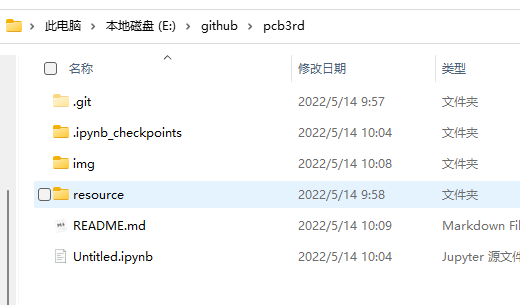 此电脑 > 本地磁盘 (E:) > github > pcb3rd
名称 修改日期 类型
.git 2022/5/14 9:57 文件夹
.ipynb_checkpoints 2022/5/14 10:04 文件夹
img 2022/5/14 10:08 文件夹
resource 2022/5/14 9:58 文件夹
README.md 2022/5/14 10:09 Markdown Fil
Untitled.ipynb 2022/5/14 10:04 Jupyter 源文件